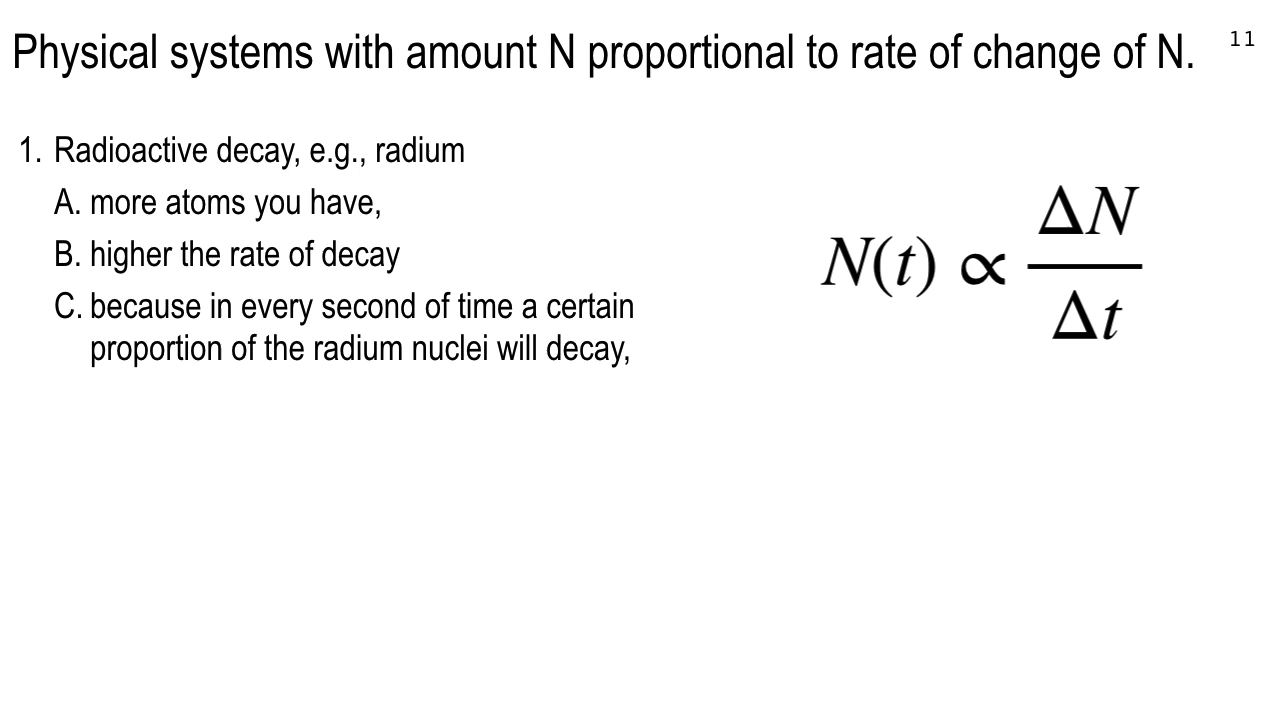 Physical systems with amount N proportional to rate of change of N.
11
1. Radioactive decay, e.g., radium
A. more atoms you have,
B. higher the rate of decay
C. because in every second of time a certain
proportion of the radium nuclei will decay,
N(t) ∝ ΔN/Δt